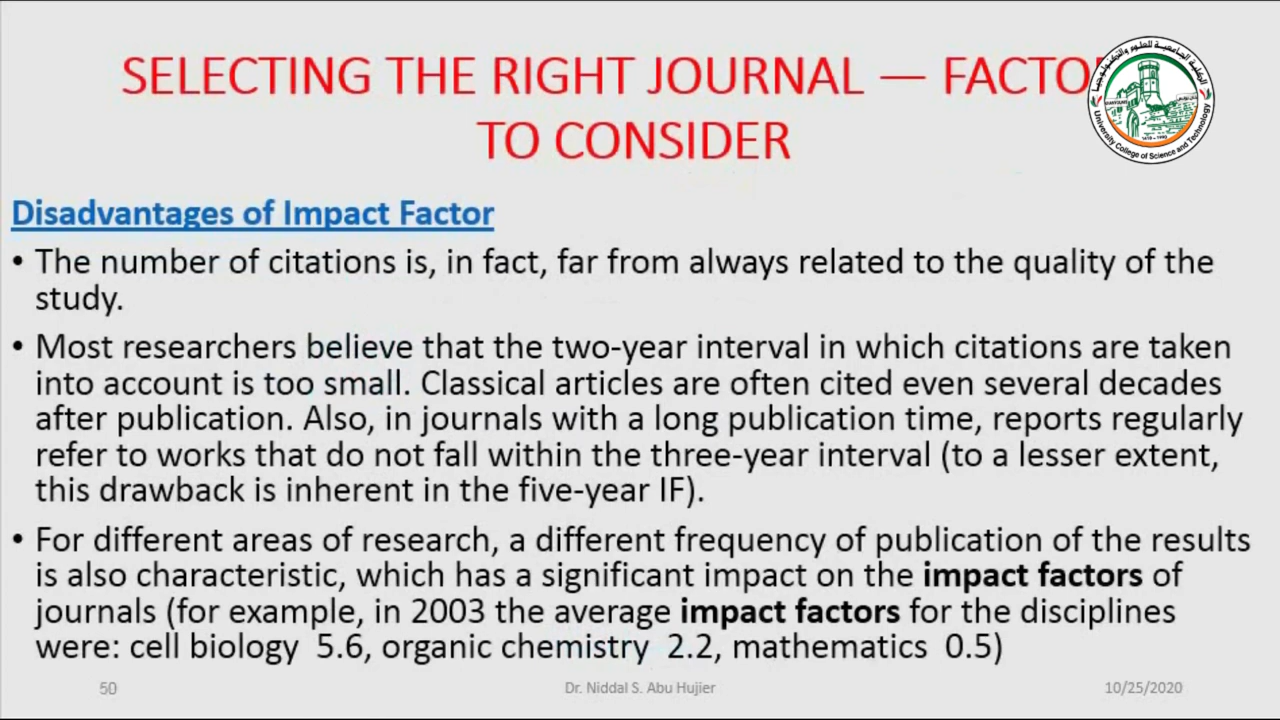 SELECTING THE RIGHT JOURNAL — FACTO
TO CONSIDER
University College of Science and Technology
Disadvantages of Impact Factor
• The number of citations is, in fact, far from always related to the quality of the
study.
• Most researchers believe that the two-year interval in which citations are taken
into account is too small. Classical articles are often cited even several decades
after publication. Also, in journals with a long publication time, reports regularly
refer to works that do not fall within the three-year interval (to a lesser extent,
this drawback is inherent in the five-year IF).
• For different areas of research, a different frequency of publication of the results
is also characteristic, which has a significant impact on the impact factors of
journals (for example, in 2003 the average impact factors for the disciplines
were: cell biology 5.6, organic chemistry 2.2, mathematics 0.5)
50
Dr. Niddal S. Abu Hujier
10/25/2020